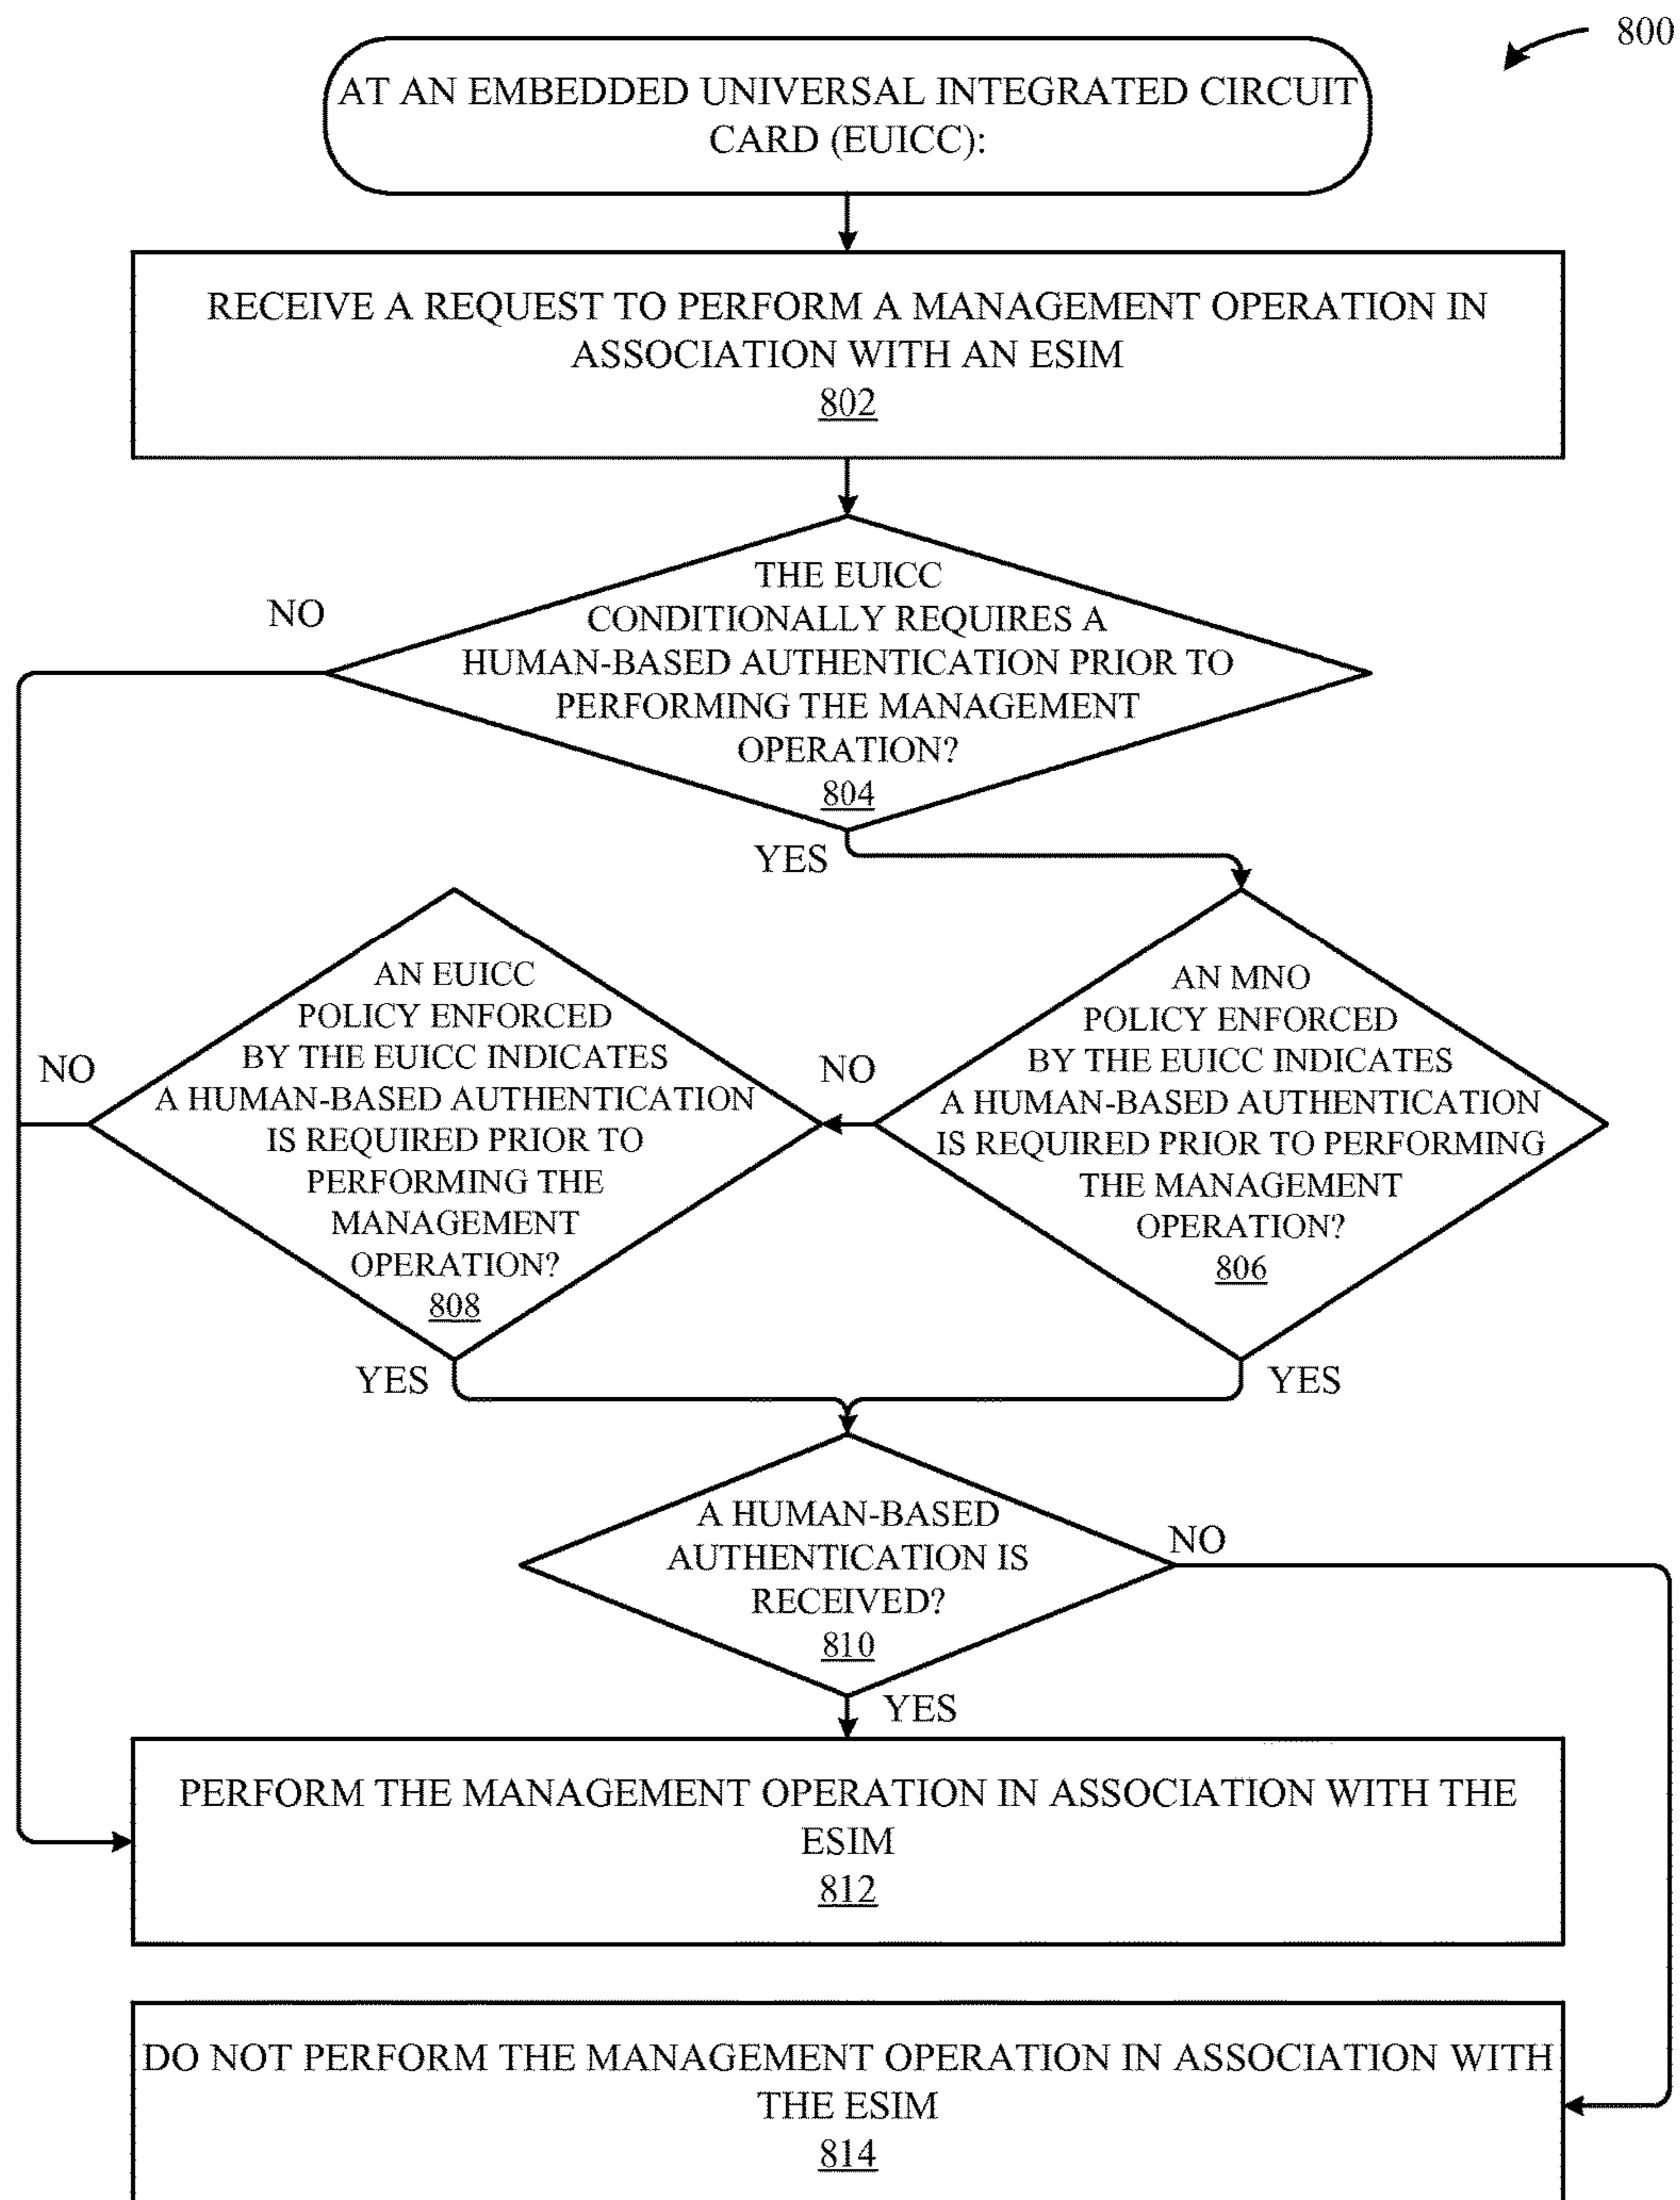 800
AT AN EMBEDDED UNIVERSAL INTEGRATED CIRCUIT
CARD (EUICC):
RECEIVE A REQUEST TO PERFORM A MANAGEMENT OPERATION IN
ASSOCIATION WITH AN ESIM
802
THE EUICC
CONDITIONALLY REQUIRES A
HUMAN-BASED AUTHENTICATION PRIOR TO
PERFORMING THE MANAGEMENT
OPERATION?
804
NO
YES
AN MNO
POLICY ENFORCED
BY THE EUICC INDICATES
A HUMAN-BASED AUTHENTICATION
IS REQUIRED PRIOR TO PERFORMING
THE MANAGEMENT
OPERATION?
806
NO
YES
AN EUICC
POLICY ENFORCED
BY THE EUICC INDICATES
A HUMAN-BASED AUTHENTICATION
IS REQUIRED PRIOR TO
PERFORMING THE
MANAGEMENT
OPERATION?
808
NO
YES
A HUMAN-BASED
AUTHENTICATION IS
RECEIVED?
810
NO
YES
PERFORM THE MANAGEMENT OPERATION IN ASSOCIATION WITH THE
ESIM
812
DO NOT PERFORM THE MANAGEMENT OPERATION IN ASSOCIATION WITH
THE ESIM
814